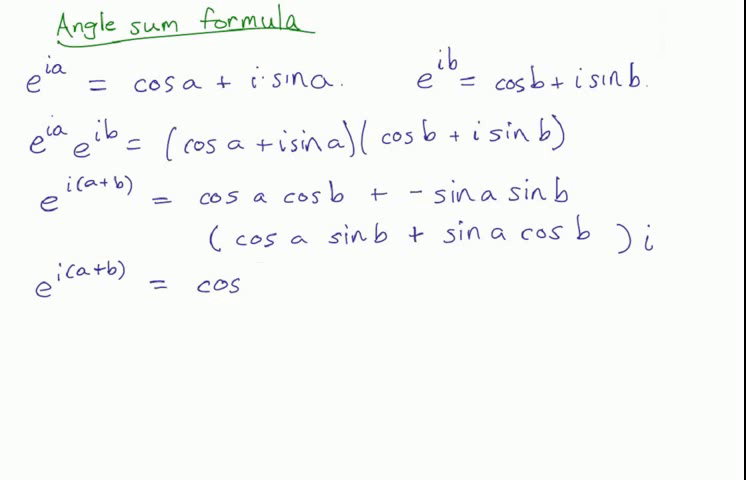 Angle sum formula
e^{ia} = cos a + i·sin a. e^{ib} = cos b + i sin b.
e^{ia} e^{ib} = (cos a + i sin a)(cos b + i sin b)
e^{i(a+b)} = cos a cos b + - sin a sin b
(cos a sin b + sin a cos b) i
e^{i(a+b)} = cos